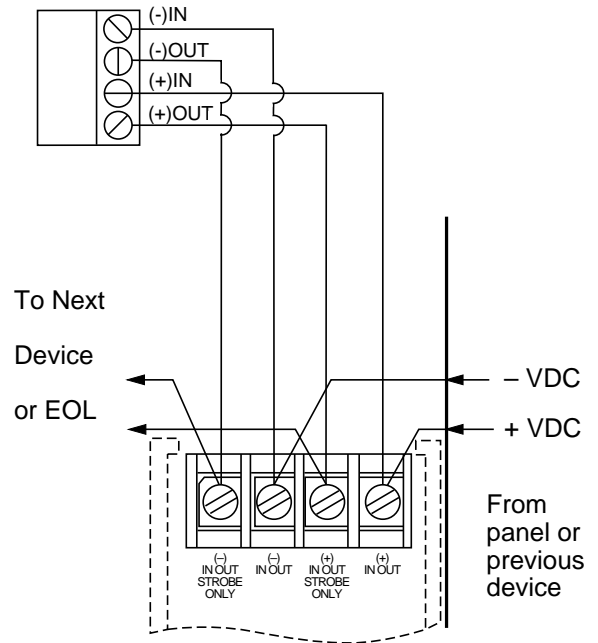 (-)IN
(-)OUT
(+)IN
(+)OUT
To Next
Device
or EOL
– VDC
+ VDC
From
panel or
previous
device
(–)
IN OUT
STROBE
ONLY
(–)
IN OUT
(+)
IN OUT
STROBE
ONLY
(+)
IN OUT